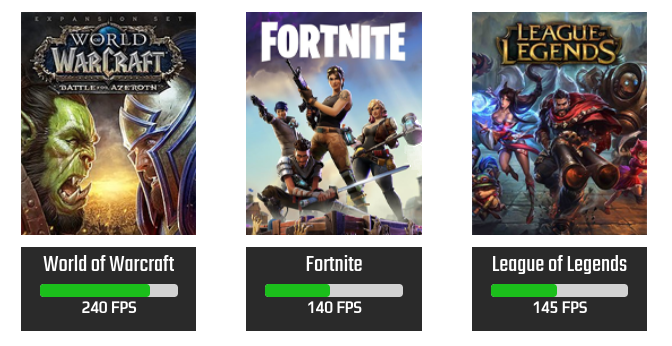 EXPANSION SET
WORLD
OF
WARCRAFT
BATTLE FOR AZEROTH
World of Warcraft
240 FPS
FORTNITE
Fortnite
140 FPS
LEAGUE OF
LEGENDS
League of Legends
145 FPS